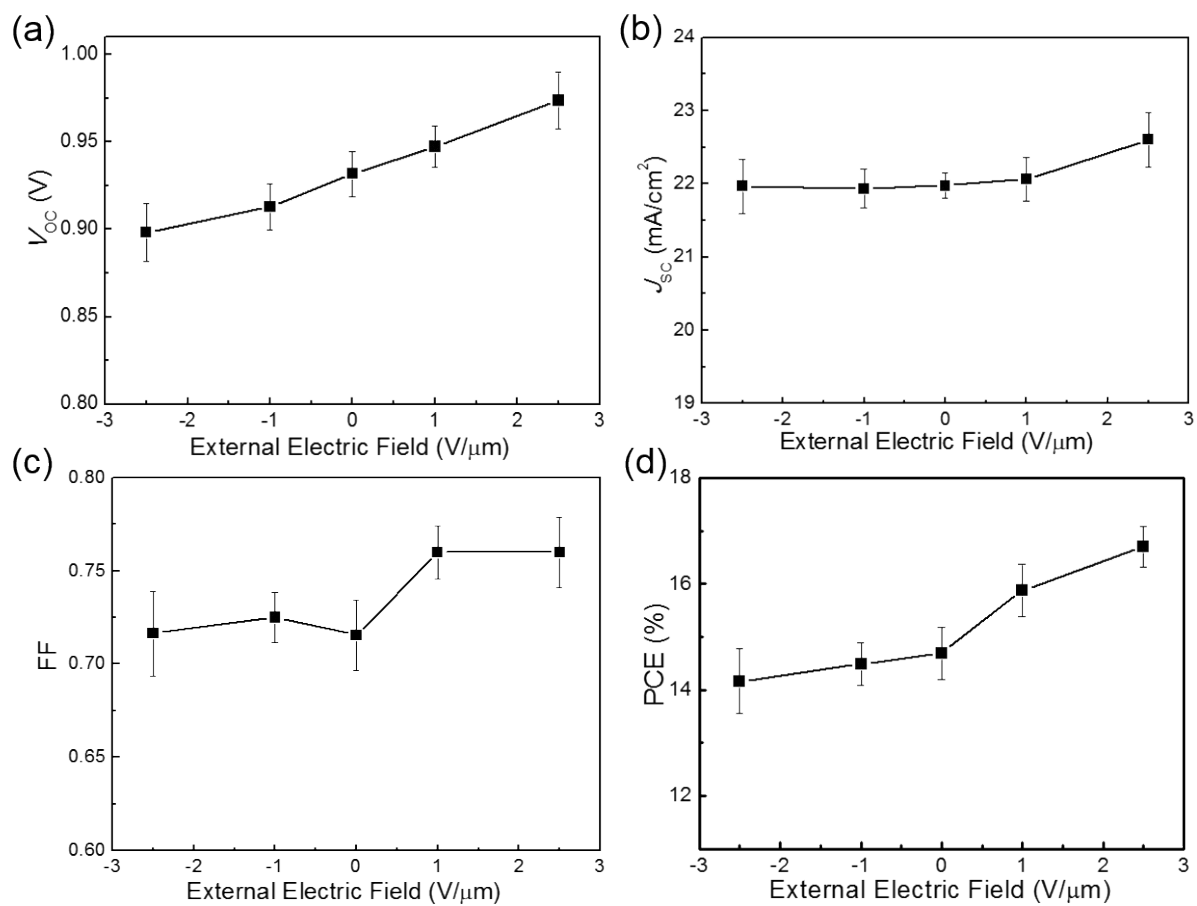 (a)
1.00
0.95
0.90
0.85
0.80
V_OC (V)
-3 -2 -1 0 1 2 3
External Electric Field (V/μm)
(b)
24
23
22
21
20
19
J_SC (mA/cm²)
-3 -2 -1 0 1 2 3
External Electric Field (V/μm)
(c)
0.80
0.75
0.70
0.65
0.60
FF
-3 -2 -1 0 1 2 3
External Electric Field (V/μm)
(d)
18
16
14
12
PCE (%)
-3 -2 -1 0 1 2 3
External Electric Field (V/μm)